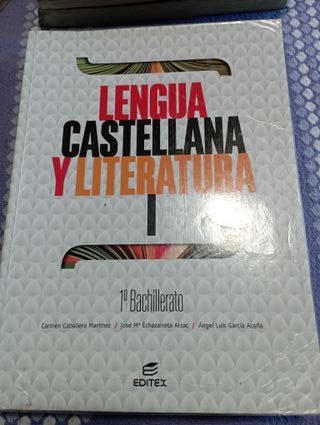 LENGUA
CASTELLANA
Y LITERATURA
I
1º Bachillerato
Carmen Caballero Martínez / José Mª Echazarreta Arzac / Ángel Luis García Aceña
EDITEX